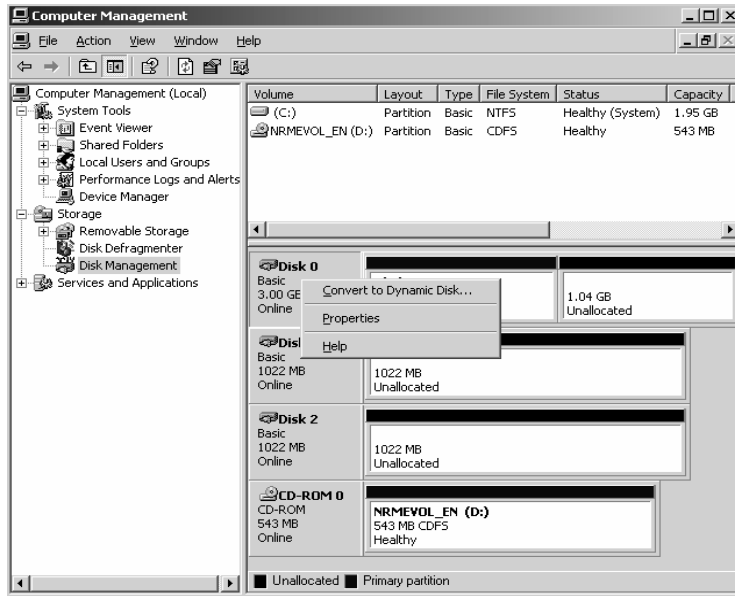 Computer Management
File Action View Window Help
Computer Management (Local)
System Tools
Event Viewer
Shared Folders
Local Users and Groups
Performance Logs and Alerts
Device Manager
Storage
Removable Storage
Disk Defragmenter
Disk Management
Services and Applications
Volume Layout Type File System Status Capacity
(C:) Partition Basic NTFS Healthy (System) 1.95 GB
NRMEVOL_EN (D:) Partition Basic CDFS Healthy 543 MB
Disk 0
Basic
3.00 GB
Online
1.04 GB
Unallocated
Convert to Dynamic Disk...
Properties
Help
Basic
1022 MB
Online
1022 MB
Unallocated
Disk 2
Basic
1022 MB
Online
1022 MB
Unallocated
CD-ROM 0
CD-ROM
543 MB
Online
NRMEVOL_EN (D:)
543 MB CDFS
Healthy
Unallocated Primary partition